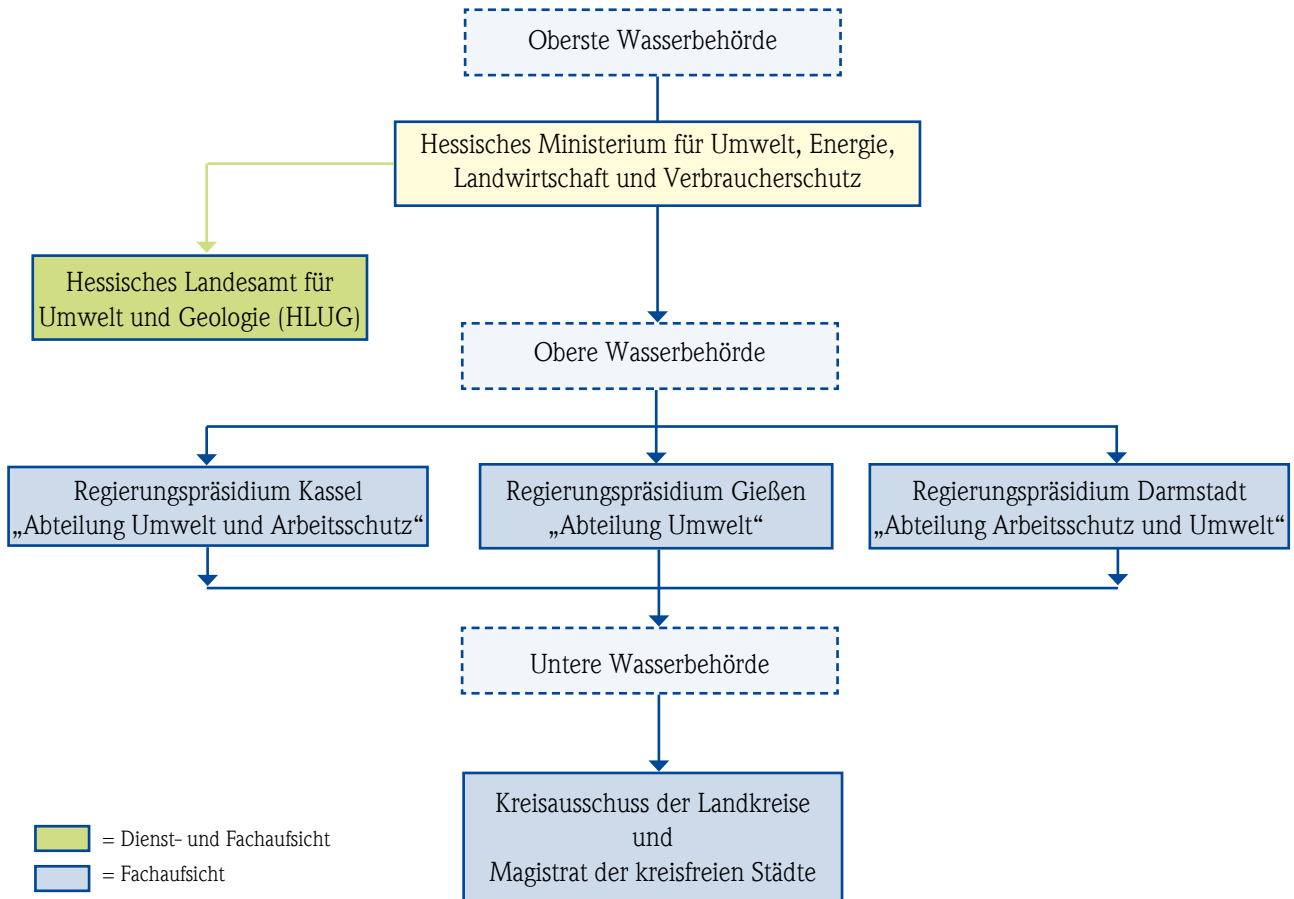 Oberste Wasserbehörde
Hessisches Ministerium für Umwelt, Energie,
Landwirtschaft und Verbraucherschutz
Hessisches Landesamt für
Umwelt und Geologie (HLUG)
Obere Wasserbehörde
Regierungspräsidium Kassel
„Abteilung Umwelt und Arbeitsschutz“
Regierungspräsidium Gießen
„Abteilung Umwelt“
Regierungspräsidium Darmstadt
„Abteilung Arbeitsschutz und Umwelt“
Untere Wasserbehörde
Kreisausschuss der Landkreise
und
Magistrat der kreisfreien Städte
= Dienst- und Fachaufsicht
= Fachaufsicht